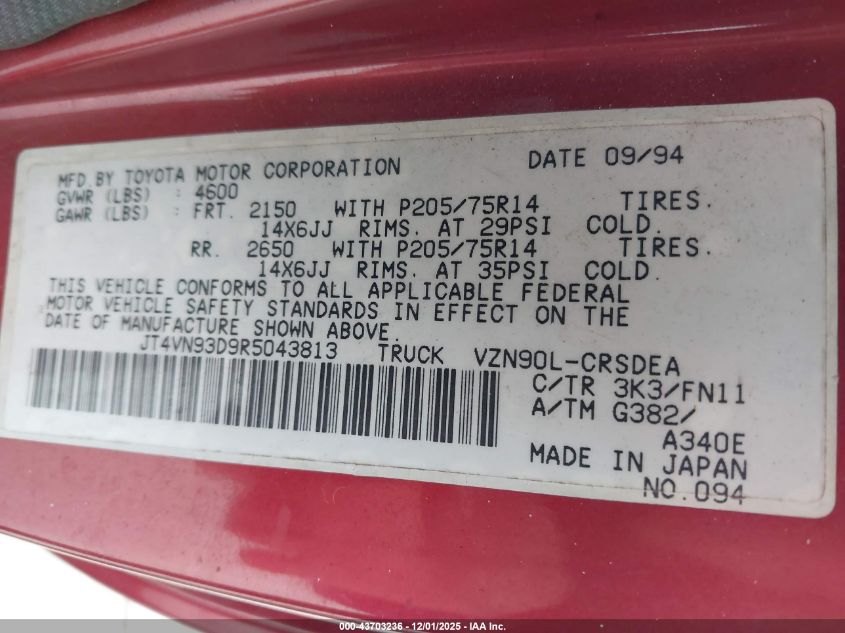 MFD. BY TOYOTA MOTOR CORPORATION DATE 09/94
GVWR (LBS) : 4600
GAWR (LBS) : FRT. 2150 WITH P205/75R14 TIRES.
14X6JJ RIMS. AT 29PSI COLD.
RR. 2650 WITH P205/75R14 TIRES.
14X6JJ RIMS. AT 35PSI COLD.
THIS VEHICLE CONFORMS TO ALL APPLICABLE FEDERAL
MOTOR VEHICLE SAFETY STANDARDS IN EFFECT ON THE
DATE OF MANUFACTURE SHOWN ABOVE.
JT4VN93D9R5043813 TRUCK VZN90L-CRSDEA
C/TR 3K3/FN11
A/TM G382/
A340E
MADE IN JAPAN
NO.094
000-43703236 - 12/01/2025 - IAA Inc.